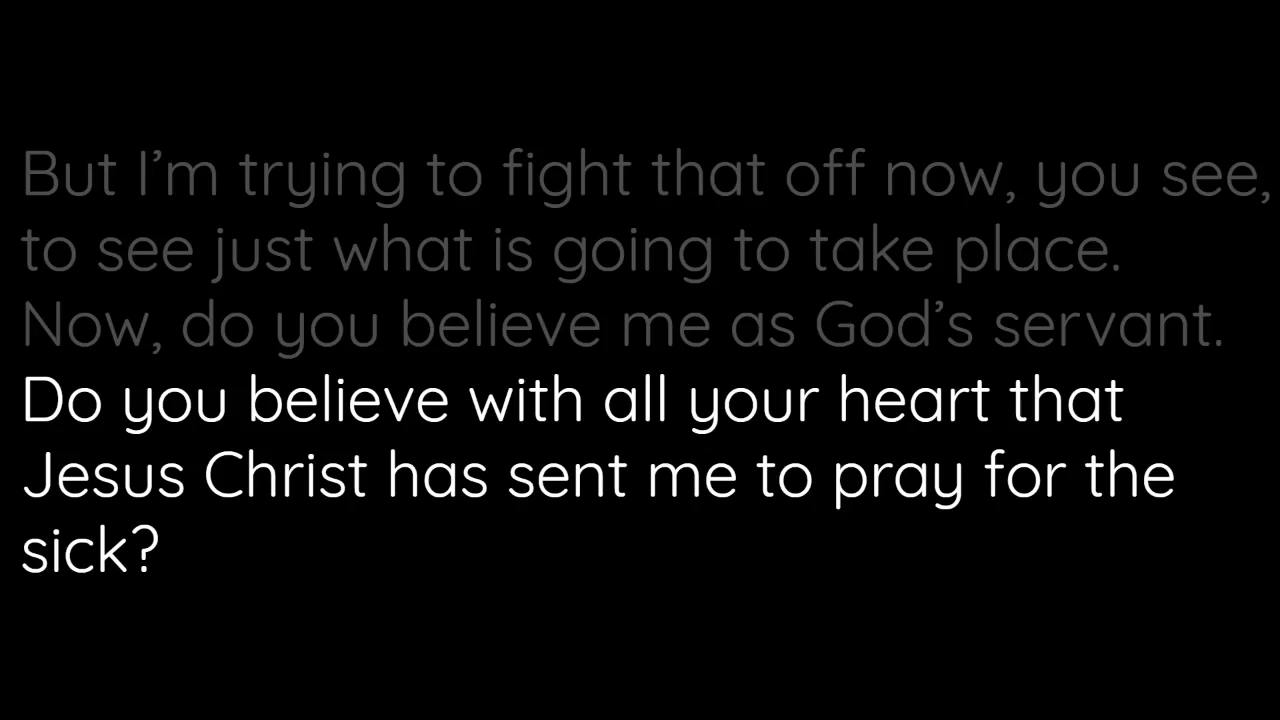 But I’m trying to fight that off now, you see,
to see just what is going to take place.
Now, do you believe me as God’s servant.
Do you believe with all your heart that
Jesus Christ has sent me to pray for the
sick?